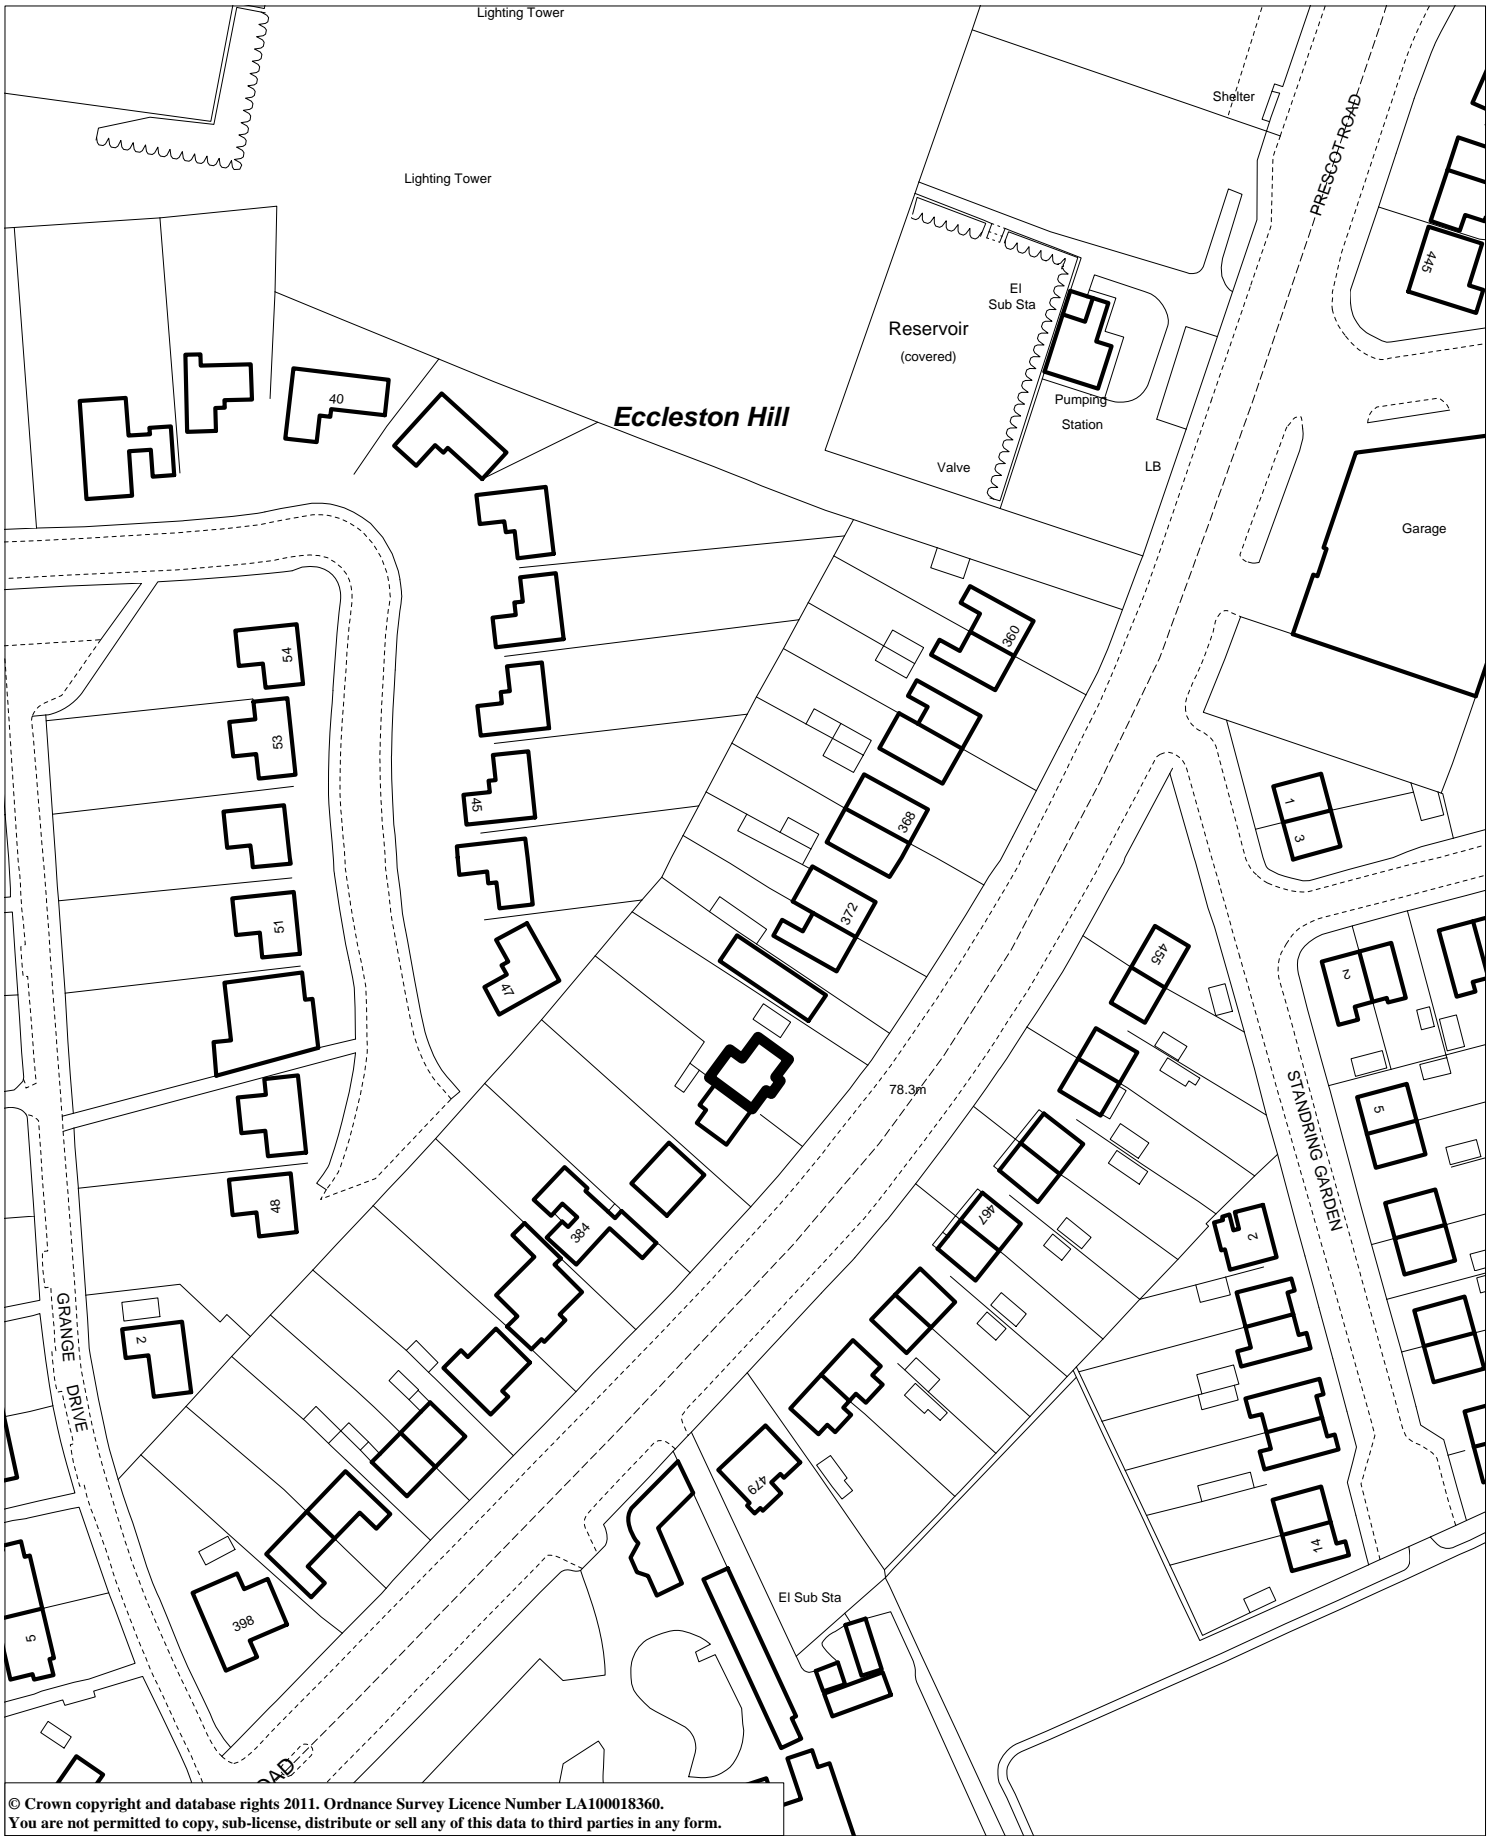 Lighting Tower
Shelter
PRESCOT ROAD
Lighting Tower
445
El
Sub Sta
Reservoir
(covered)
40
Pumping
Station
Eccleston Hill
Valve
LB
Garage
360
54
53
45
368
1
3
372
51
47
455
2
78.3m
5
STANDRING GARDEN
48
384
467
2
GRANGE DRIVE
2
479
14
El Sub Sta
398
5
OAD
© Crown copyright and database rights 2011. Ordnance Survey Licence Number LA100018360.
You are not permitted to copy, sub-license, distribute or sell any of this data to third parties in any form.